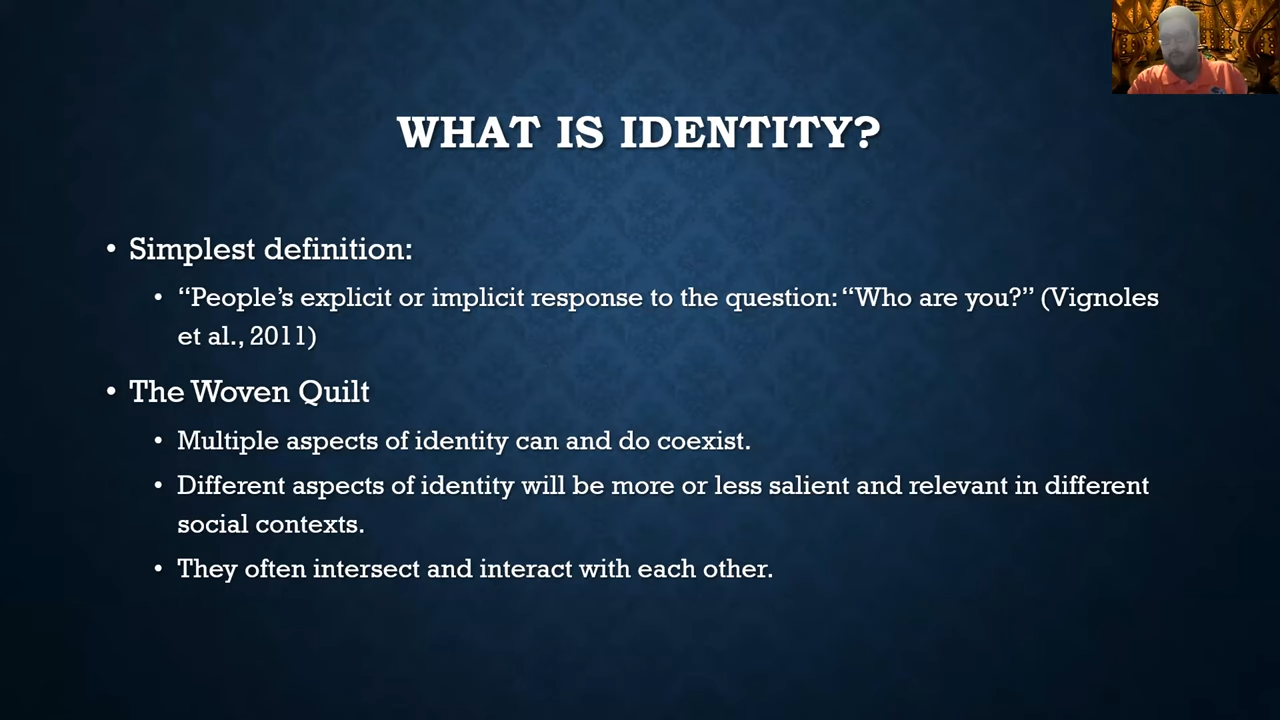 WHAT IS IDENTITY?
• Simplest definition:
• “People’s explicit or implicit response to the question: “Who are you?” (Vignoles
et al., 2011)
• The Woven Quilt
• Multiple aspects of identity can and do coexist.
• Different aspects of identity will be more or less salient and relevant in different
social contexts.
• They often intersect and interact with each other.